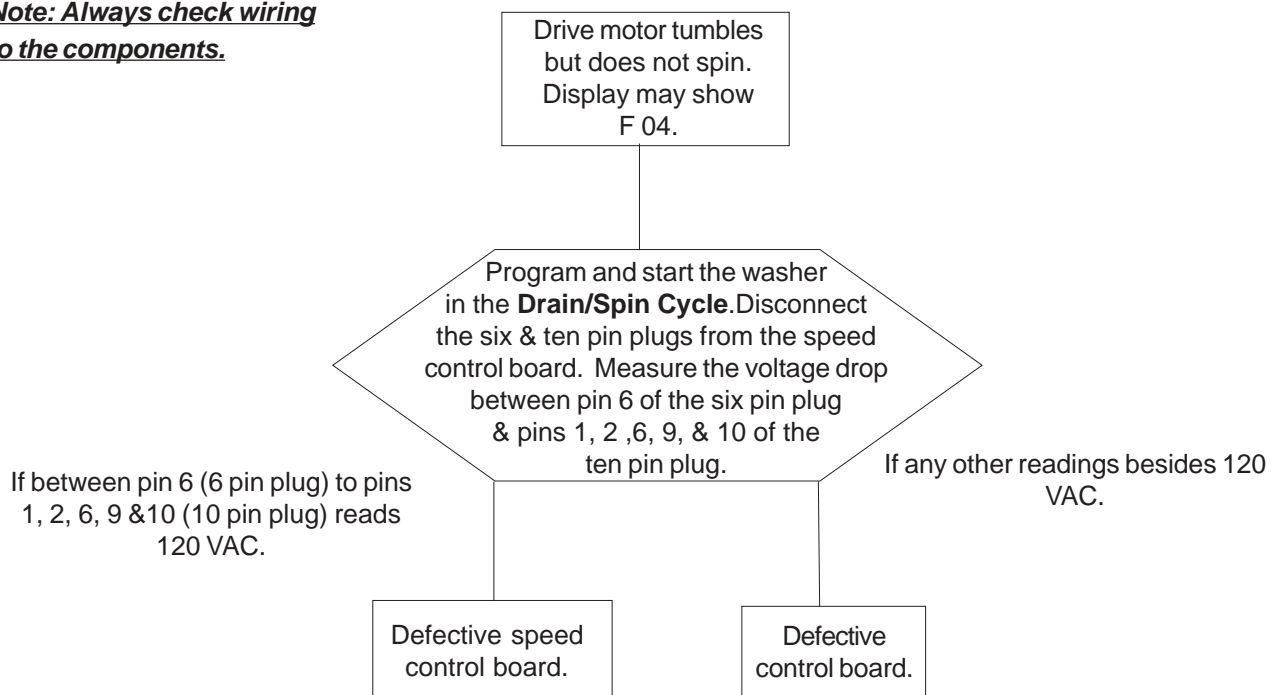 Note: Always check wiring
to the components.
Drive motor tumbles
but does not spin.
Display may show
F 04.
Program and start the washer
in the Drain/Spin Cycle.Disconnect
the six & ten pin plugs from the speed
control board. Measure the voltage drop
between pin 6 of the six pin plug
& pins 1, 2 ,6, 9, & 10 of the
ten pin plug.
If between pin 6 (6 pin plug) to pins
1, 2, 6, 9 &10 (10 pin plug) reads
120 VAC.
If any other readings besides 120
VAC.
Defective speed
control board.
Defective
control board.